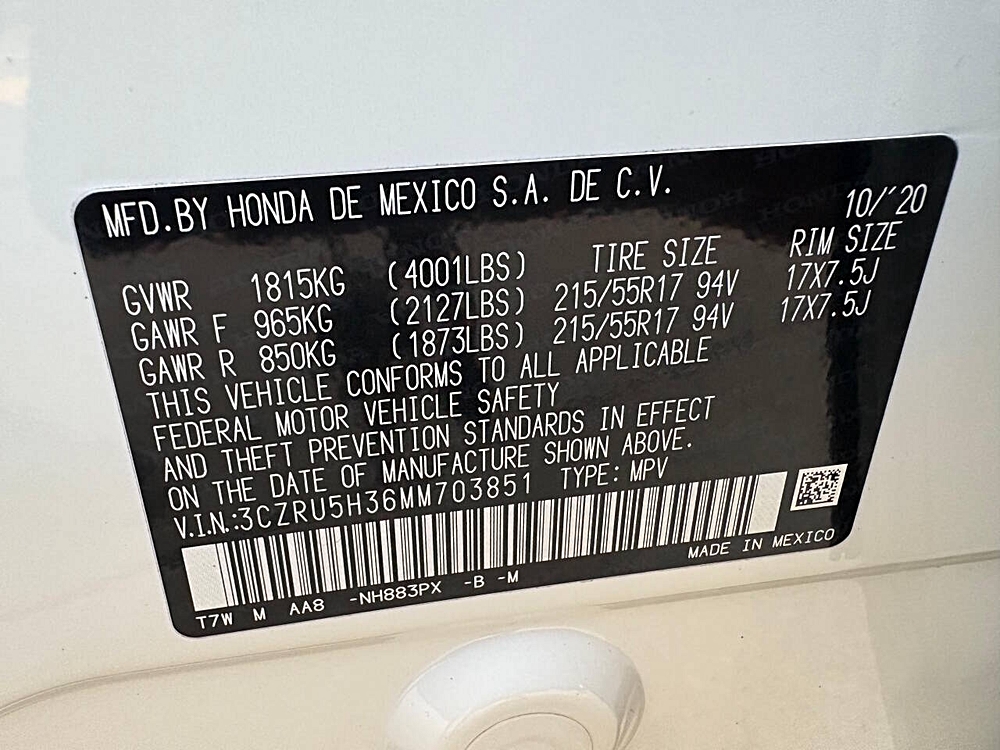 MFD.BY HONDA DE MEXICO S.A. DE C.V.
10/'20
TIRE SIZE RIM SIZE
GVWR 1815KG (4001LBS)
GAWR F 965KG (2127LBS) 215/55R17 94V 17X7.5J
GAWR R 850KG (1873LBS) 215/55R17 94V 17X7.5J
THIS VEHICLE CONFORMS TO ALL APPLICABLE
FEDERAL MOTOR VEHICLE SAFETY
AND THEFT PREVENTION STANDARDS IN EFFECT
ON THE DATE OF MANUFACTURE SHOWN ABOVE.
V.I.N.:3CZRU5H36MM703851 TYPE: MPV
MADE IN MEXICO
T7W M AA8 -NH883PX -B -M